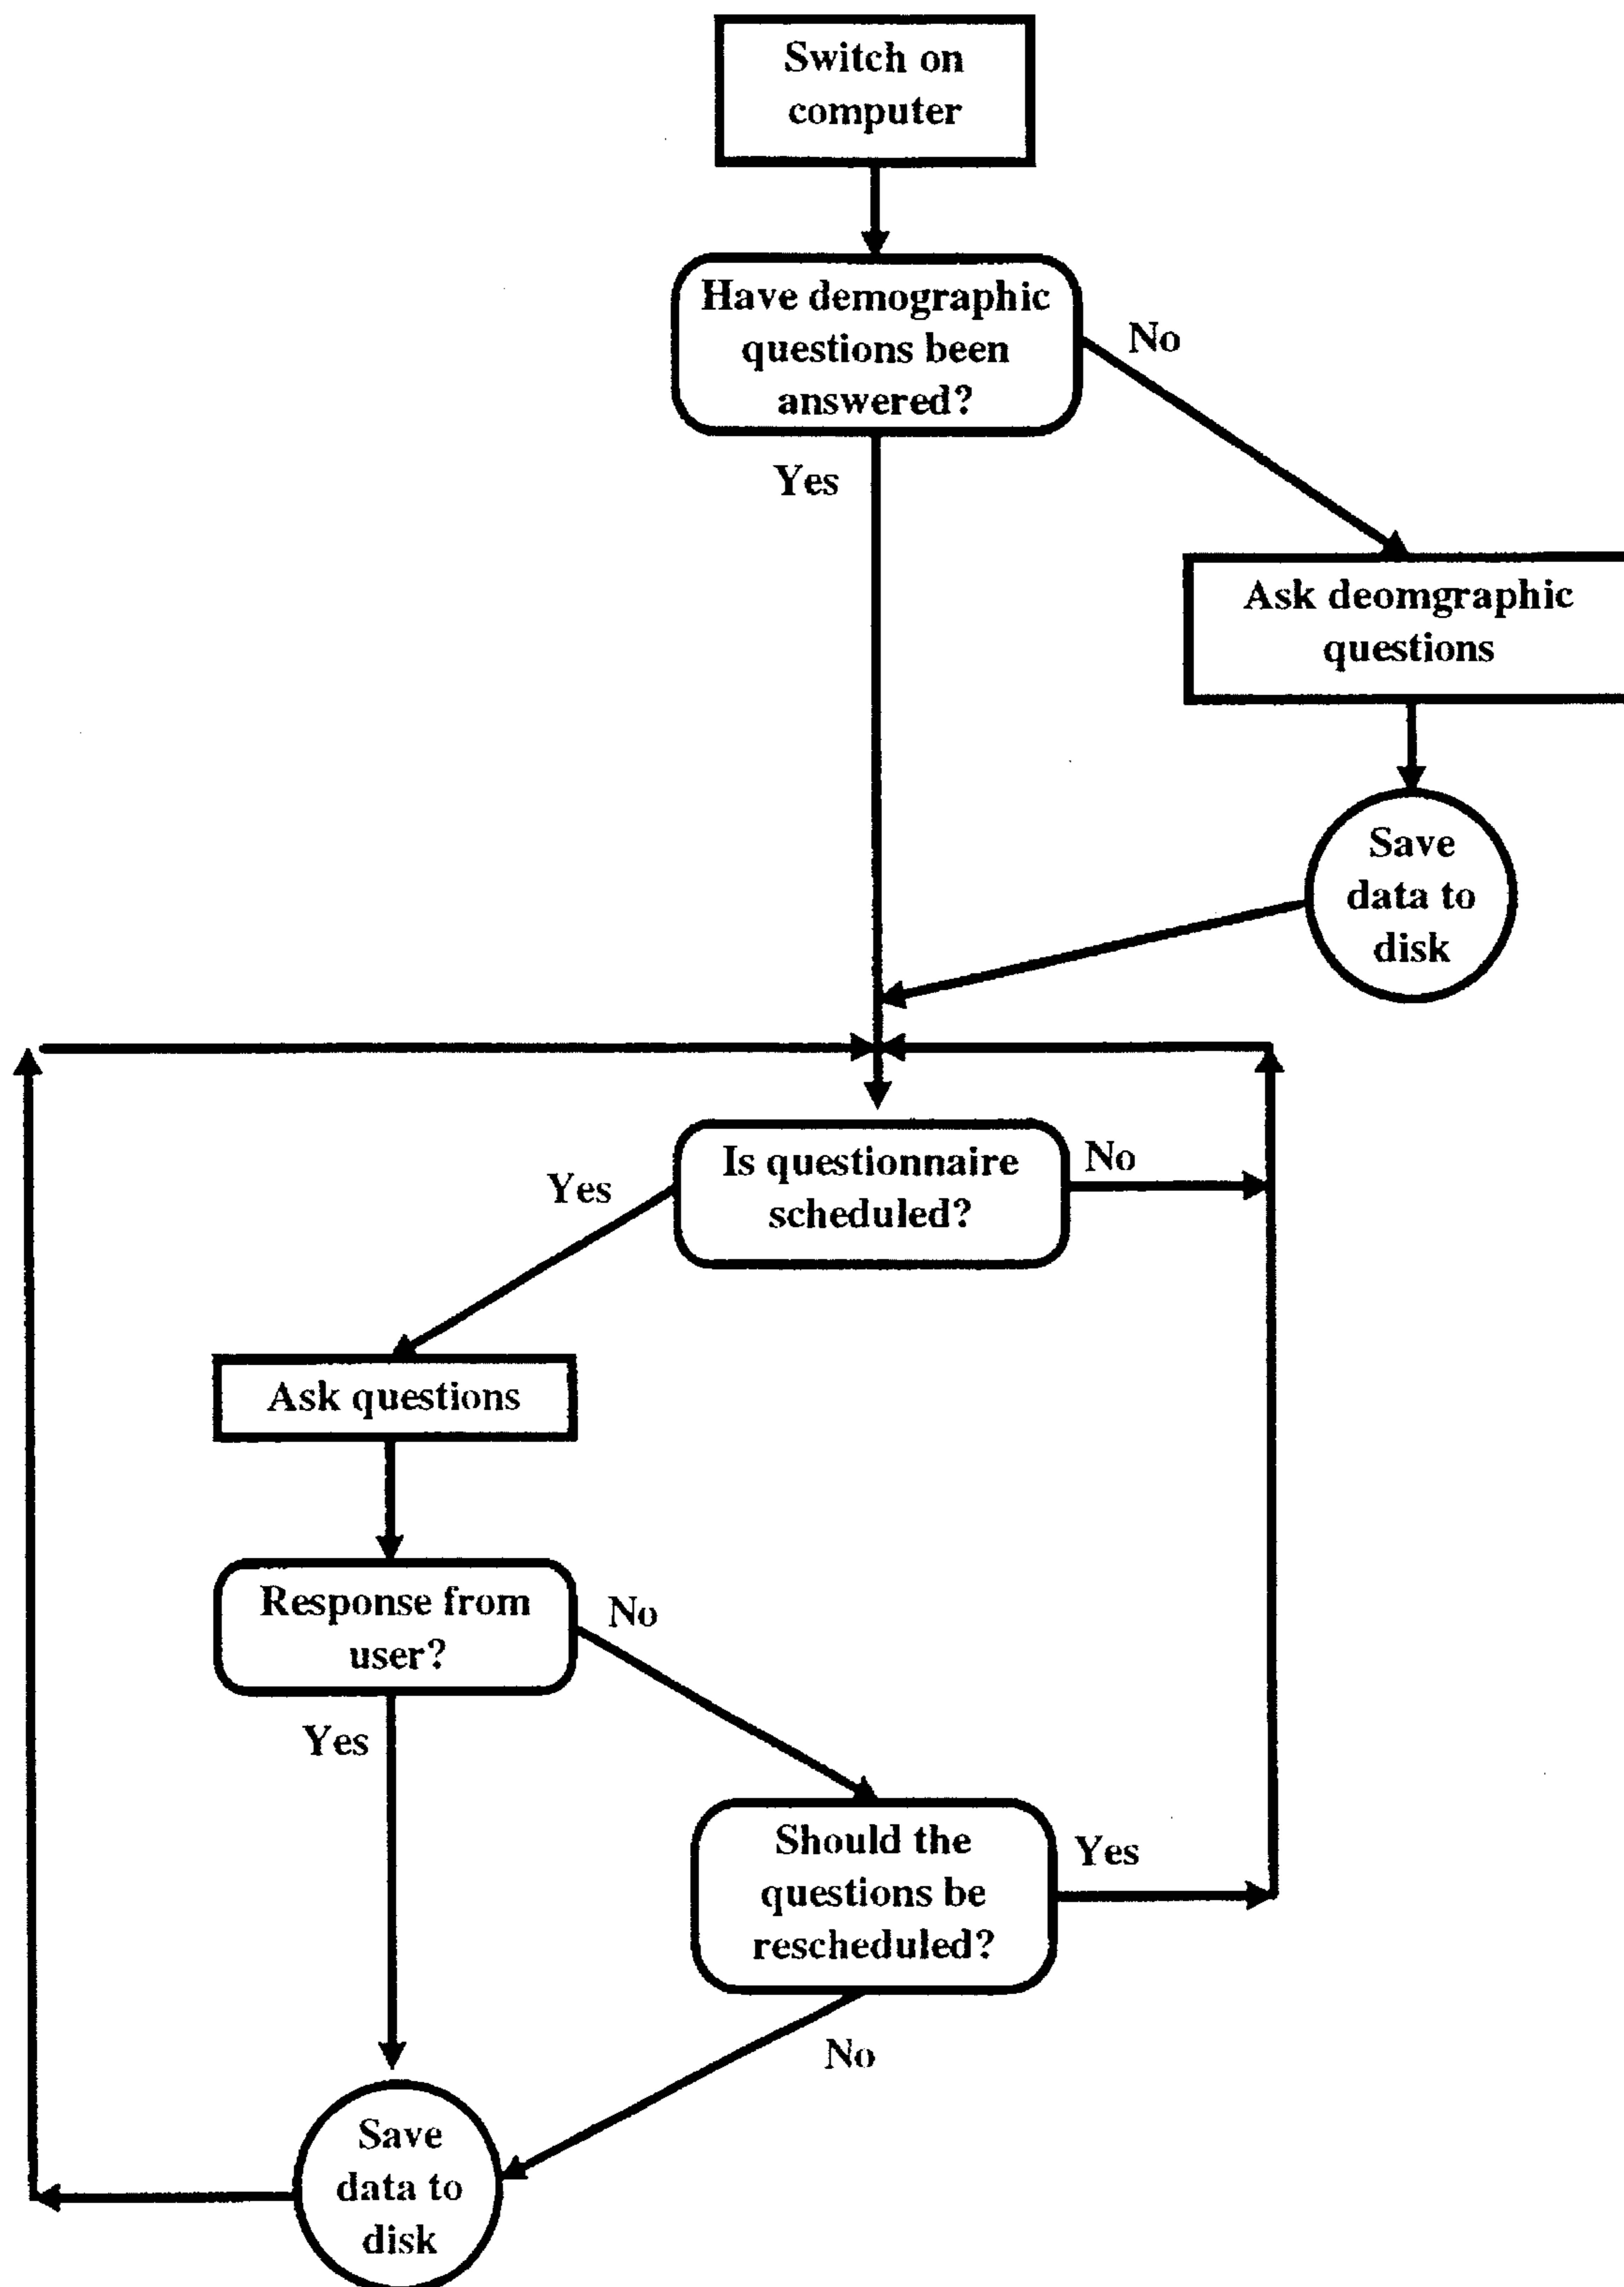 Switch on
computer
Have demographic
questions been
answered?
No
Yes
Ask deomgraphic
questions
Save
data to
disk
Is questionnaire
scheduled?
No
Yes
Ask questions
Response from
user?
No
Yes
Should the
questions be
rescheduled?
Yes
No
Save
data to
disk